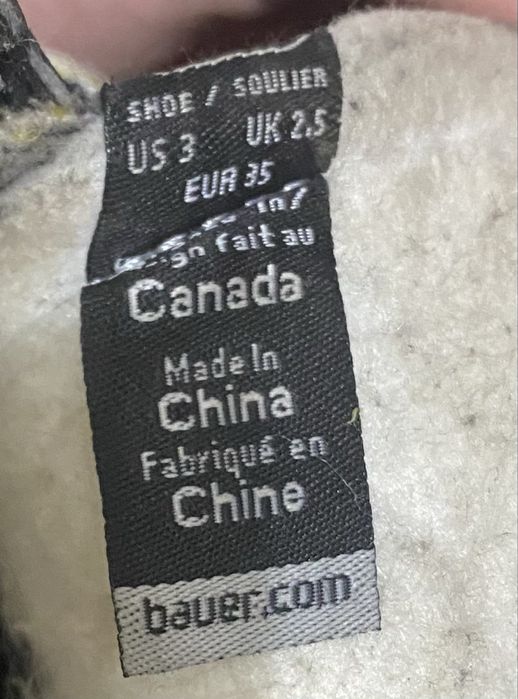 SHOE / SOULIER
US 3 UK 2.5
EUR 35
fait au
Canada
Made In
China
Fabriqué en
Chine
bauer.com